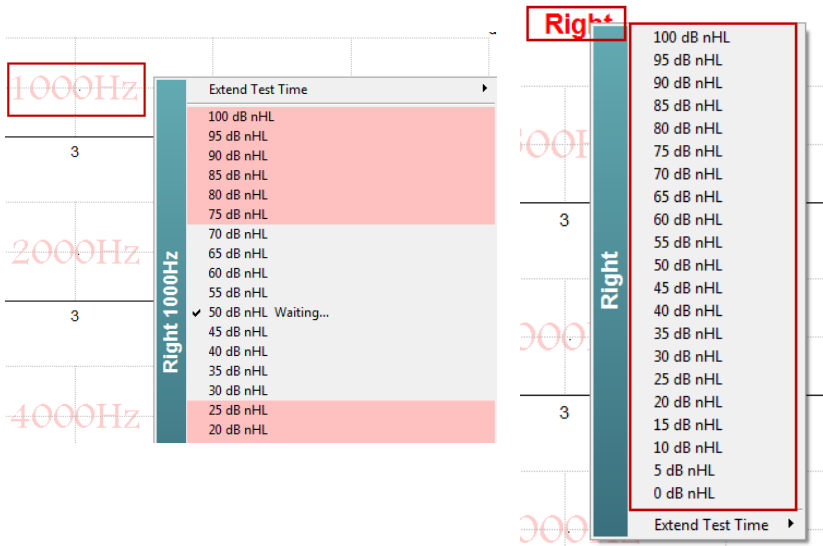 1000Hz
3
2000Hz
3
4000Hz
Right 1000Hz
Extend Test Time
100 dB nHL
95 dB nHL
90 dB nHL
85 dB nHL
80 dB nHL
75 dB nHL
70 dB nHL
65 dB nHL
60 dB nHL
55 dB nHL
50 dB nHL Waiting...
45 dB nHL
40 dB nHL
35 dB nHL
30 dB nHL
25 dB nHL
20 dB nHL
Right
3
3
Right
100 dB nHL
95 dB nHL
90 dB nHL
85 dB nHL
80 dB nHL
75 dB nHL
70 dB nHL
65 dB nHL
60 dB nHL
55 dB nHL
50 dB nHL
45 dB nHL
40 dB nHL
35 dB nHL
30 dB nHL
25 dB nHL
20 dB nHL
15 dB nHL
10 dB nHL
5 dB nHL
0 dB nHL
Extend Test Time